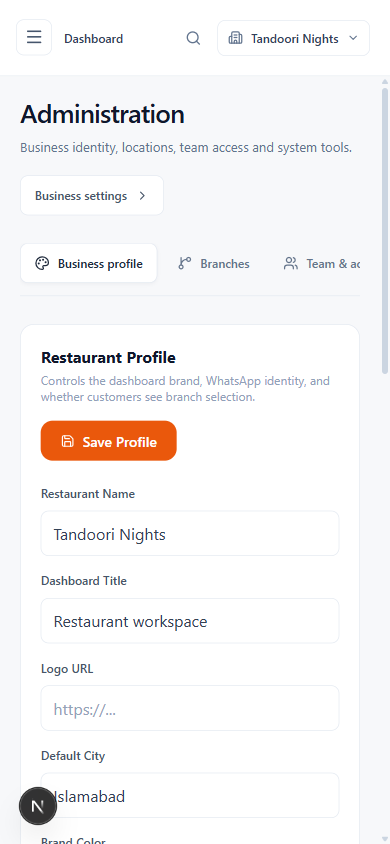 Dashboard
Tandoori Nights
Administration
Business identity, locations, team access and system tools.
Business settings
Business profile
Branches
Team & ac
Restaurant Profile
Controls the dashboard brand, WhatsApp identity, and
whether customers see branch selection.
Save Profile
Restaurant Name
Tandoori Nights
Dashboard Title
Restaurant workspace
Logo URL
https://...
Default City
Islamabad
N
Brand Color